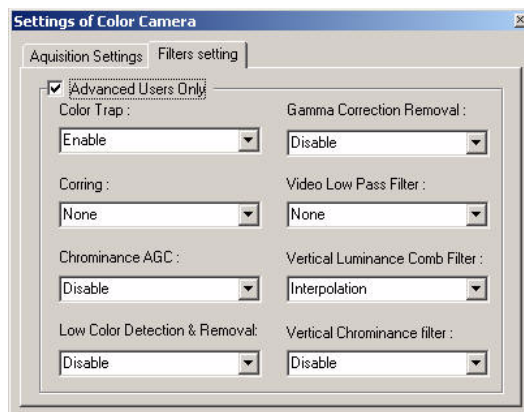 Settings of Color Camera
Aquisition Settings
Filters setting
Advanced Users Only
Color Trap :
Gamma Correction Removal :
Enable
Disable
Corring :
Video Low Pass Filter :
None
None
Chrominance AGC :
Vertical Luminance Comb Filter :
Disable
Interpolation
Low Color Detection & Removal:
Vertical Chrominance filter :
Disable
Disable